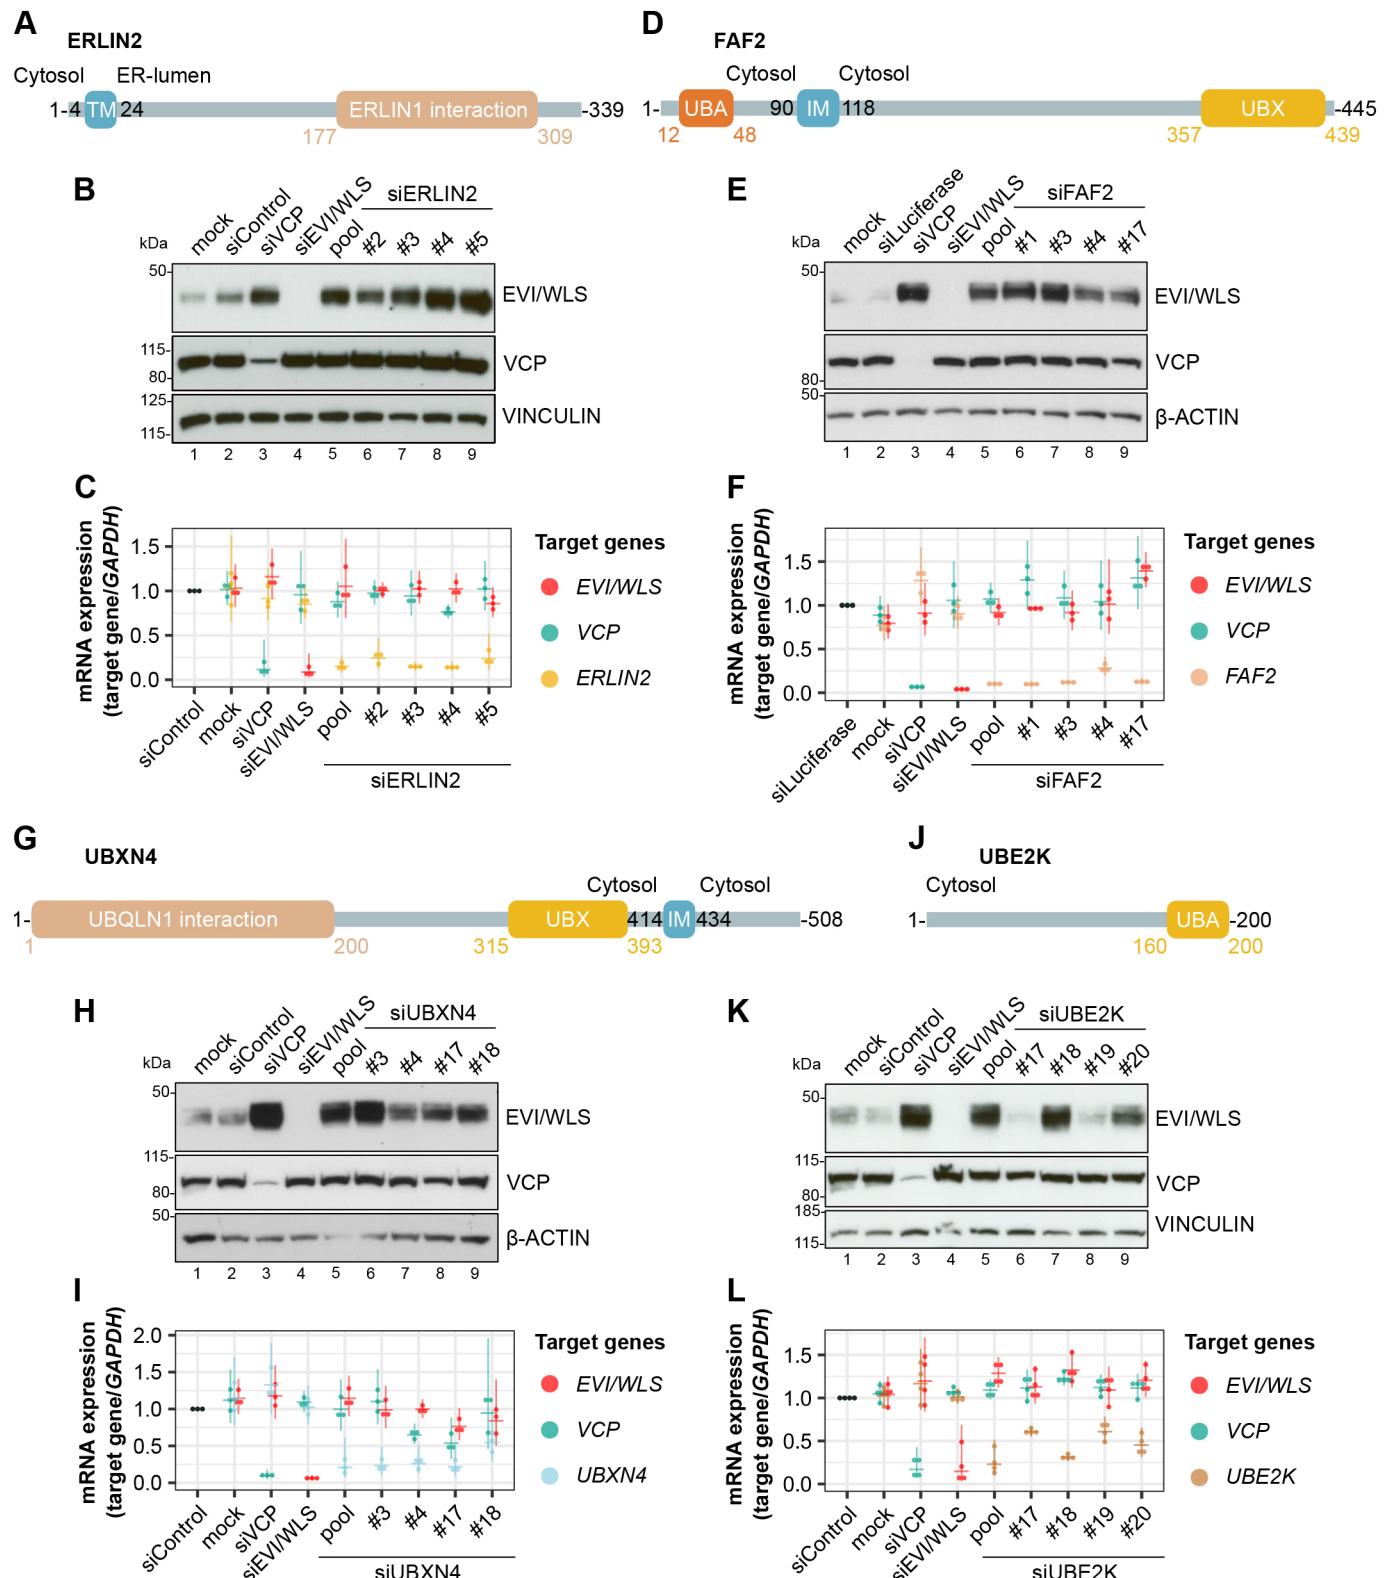 A
ERLIN2
Cytosol ER-lumen
1- 4 TM 24 ERLIN1 interaction -339
177 309
B
siERLIN2
mock siControl siVCP siEVI/WLS pool #2 #3 #4 #5
kDa
50- EVI/WLS
115- VCP
80-
125- VINCULIN
115-
1 2 3 4 5 6 7 8 9
C
mRNA expression
(target gene/GAPDH)
1.5
1.0
0.5
0.0
siControl mock siVCP siEVI/WLS pool #2 #3 #4 #5
siERLIN2
Target genes
EVI/WLS
VCP
ERLIN2
D
FAF2
Cytosol Cytosol
1- UBA 90 IM 118 UBX -445
12 48 357 439
E
siFAF2
mock siLuciferase siVCP siEVI/WLS pool #1 #3 #4 #17
kDa
50- EVI/WLS
VCP
80-
50- β-ACTIN
1 2 3 4 5 6 7 8 9
F
mRNA expression
(target gene/GAPDH)
1.5
1.0
0.5
0.0
siLuciferase mock siVCP siEVI/WLS pool #1 #3 #4 #17
siFAF2
Target genes
EVI/WLS
VCP
FAF2
G
UBXN4
Cytosol Cytosol
1- UBQLN1 interaction UBX 414 IM 434 -508
1 200 315 393
H
siUBXN4
mock siControl siVCP siEVI/WLS pool #3 #4 #17 #18
kDa
50- EVI/WLS
115- VCP
80-
50- β-ACTIN
1 2 3 4 5 6 7 8 9
I
mRNA expression
(target gene/GAPDH)
2.0
1.5
1.0
0.5
0.0
siControl mock siVCP siEVI/WLS pool #3 #4 #17 #18
siUBXN4
Target genes
EVI/WLS
VCP
UBXN4
J
UBE2K
Cytosol
1- UBA -200
160 200
K
siUBE2K
mock siControl siVCP siEVI/WLS pool #17 #18 #19 #20
kDa
50- EVI/WLS
115- VCP
80-
185- VINCULIN
115-
1 2 3 4 5 6 7 8 9
L
mRNA expression
(target gene/GAPDH)
1.5
1.0
0.5
0.0
siControl mock siVCP siEVI/WLS pool #17 #18 #19 #20
siUBE2K
Target genes
EVI/WLS
VCP
UBE2K